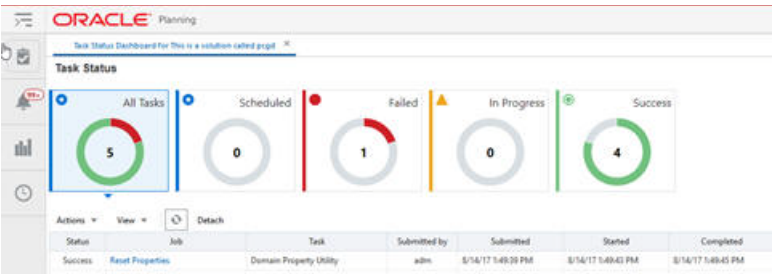 ORACLE Planning
Task Status Dashboard for This is a solution called pcgd ×
Task Status
99+
All Tasks
5
Scheduled
0
Failed
1
In Progress
0
Success
4
Actions View Detach
Status Job Task Submitted by Submitted Started Completed
Success Reset Properties Domain Property Utility adm 8/14/17 1:49:39 PM 8/14/17 1:49:43 PM 8/14/17 1:49:45 PM